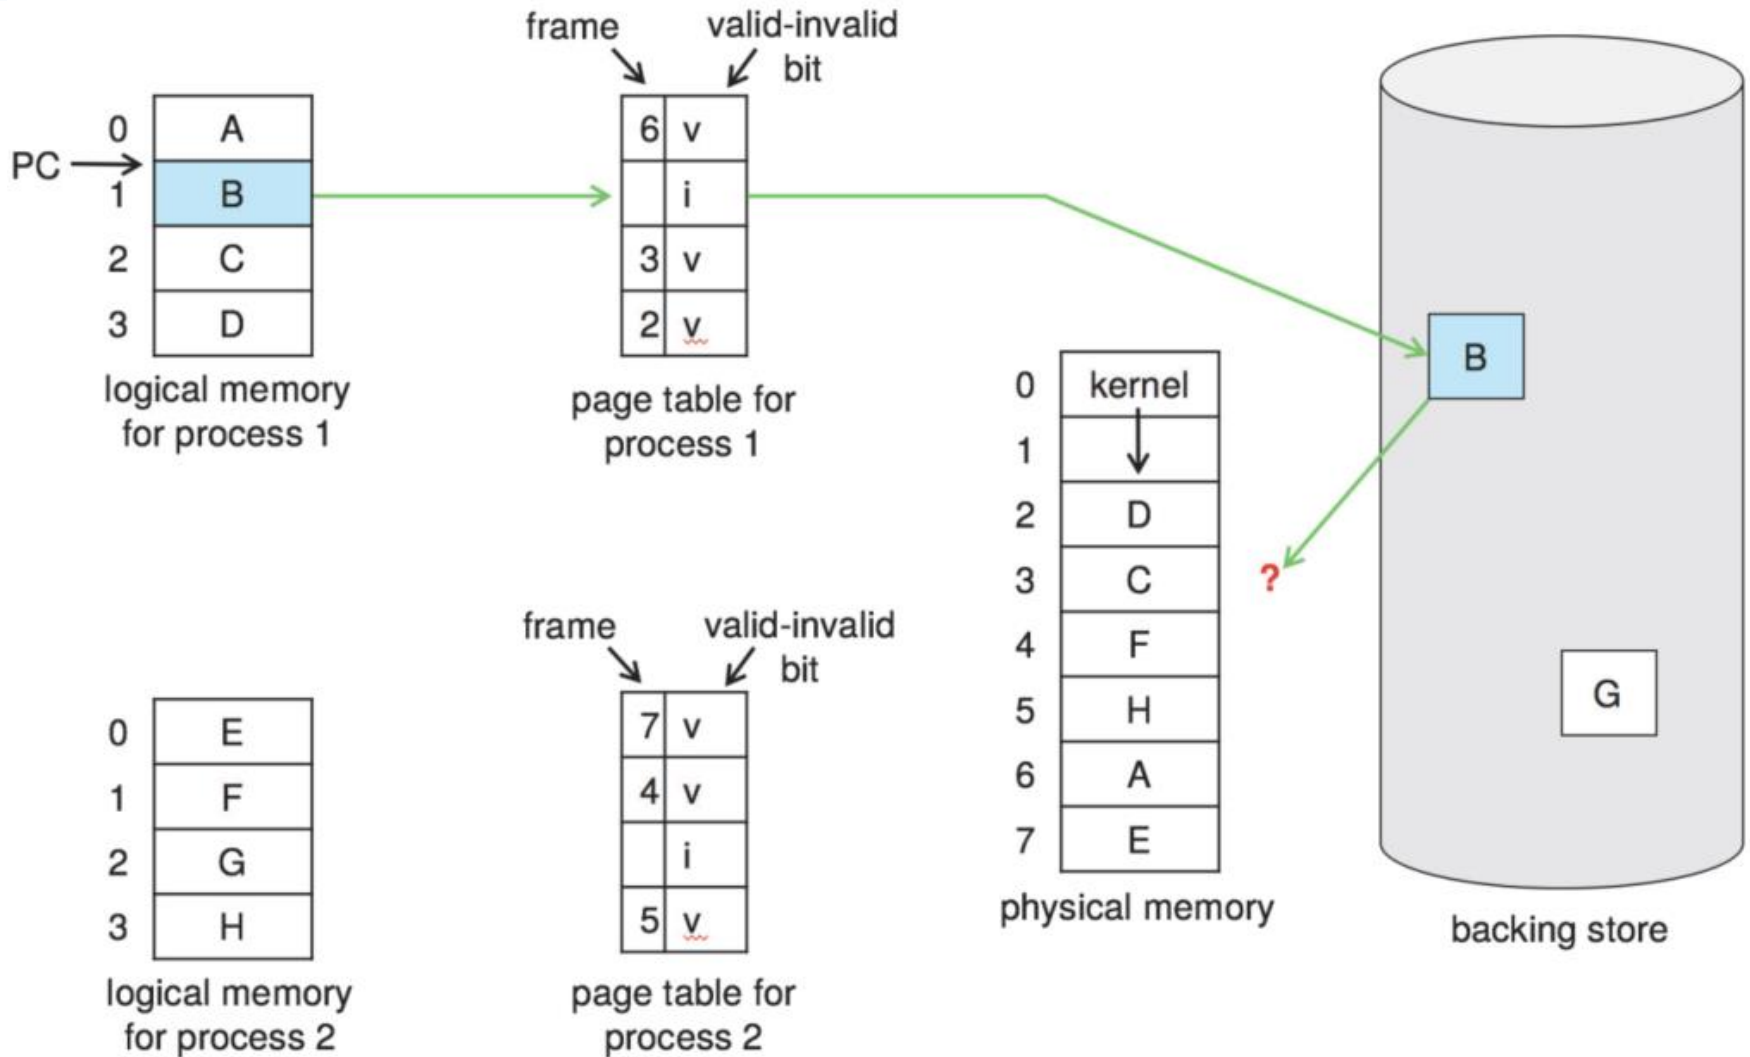 frame
valid-invalid
bit
0 A
PC
1 B
2 C
3 D
logical memory
for process 1
6 v
i
3 v
2 v
page table for
process 1
0 kernel
1
2 D
3 C
4 F
5 H
6 A
7 E
physical memory
B
?
G
backing store
frame
valid-invalid
bit
0 E
1 F
2 G
3 H
logical memory
for process 2
7 v
4 v
i
5 v
page table for
process 2